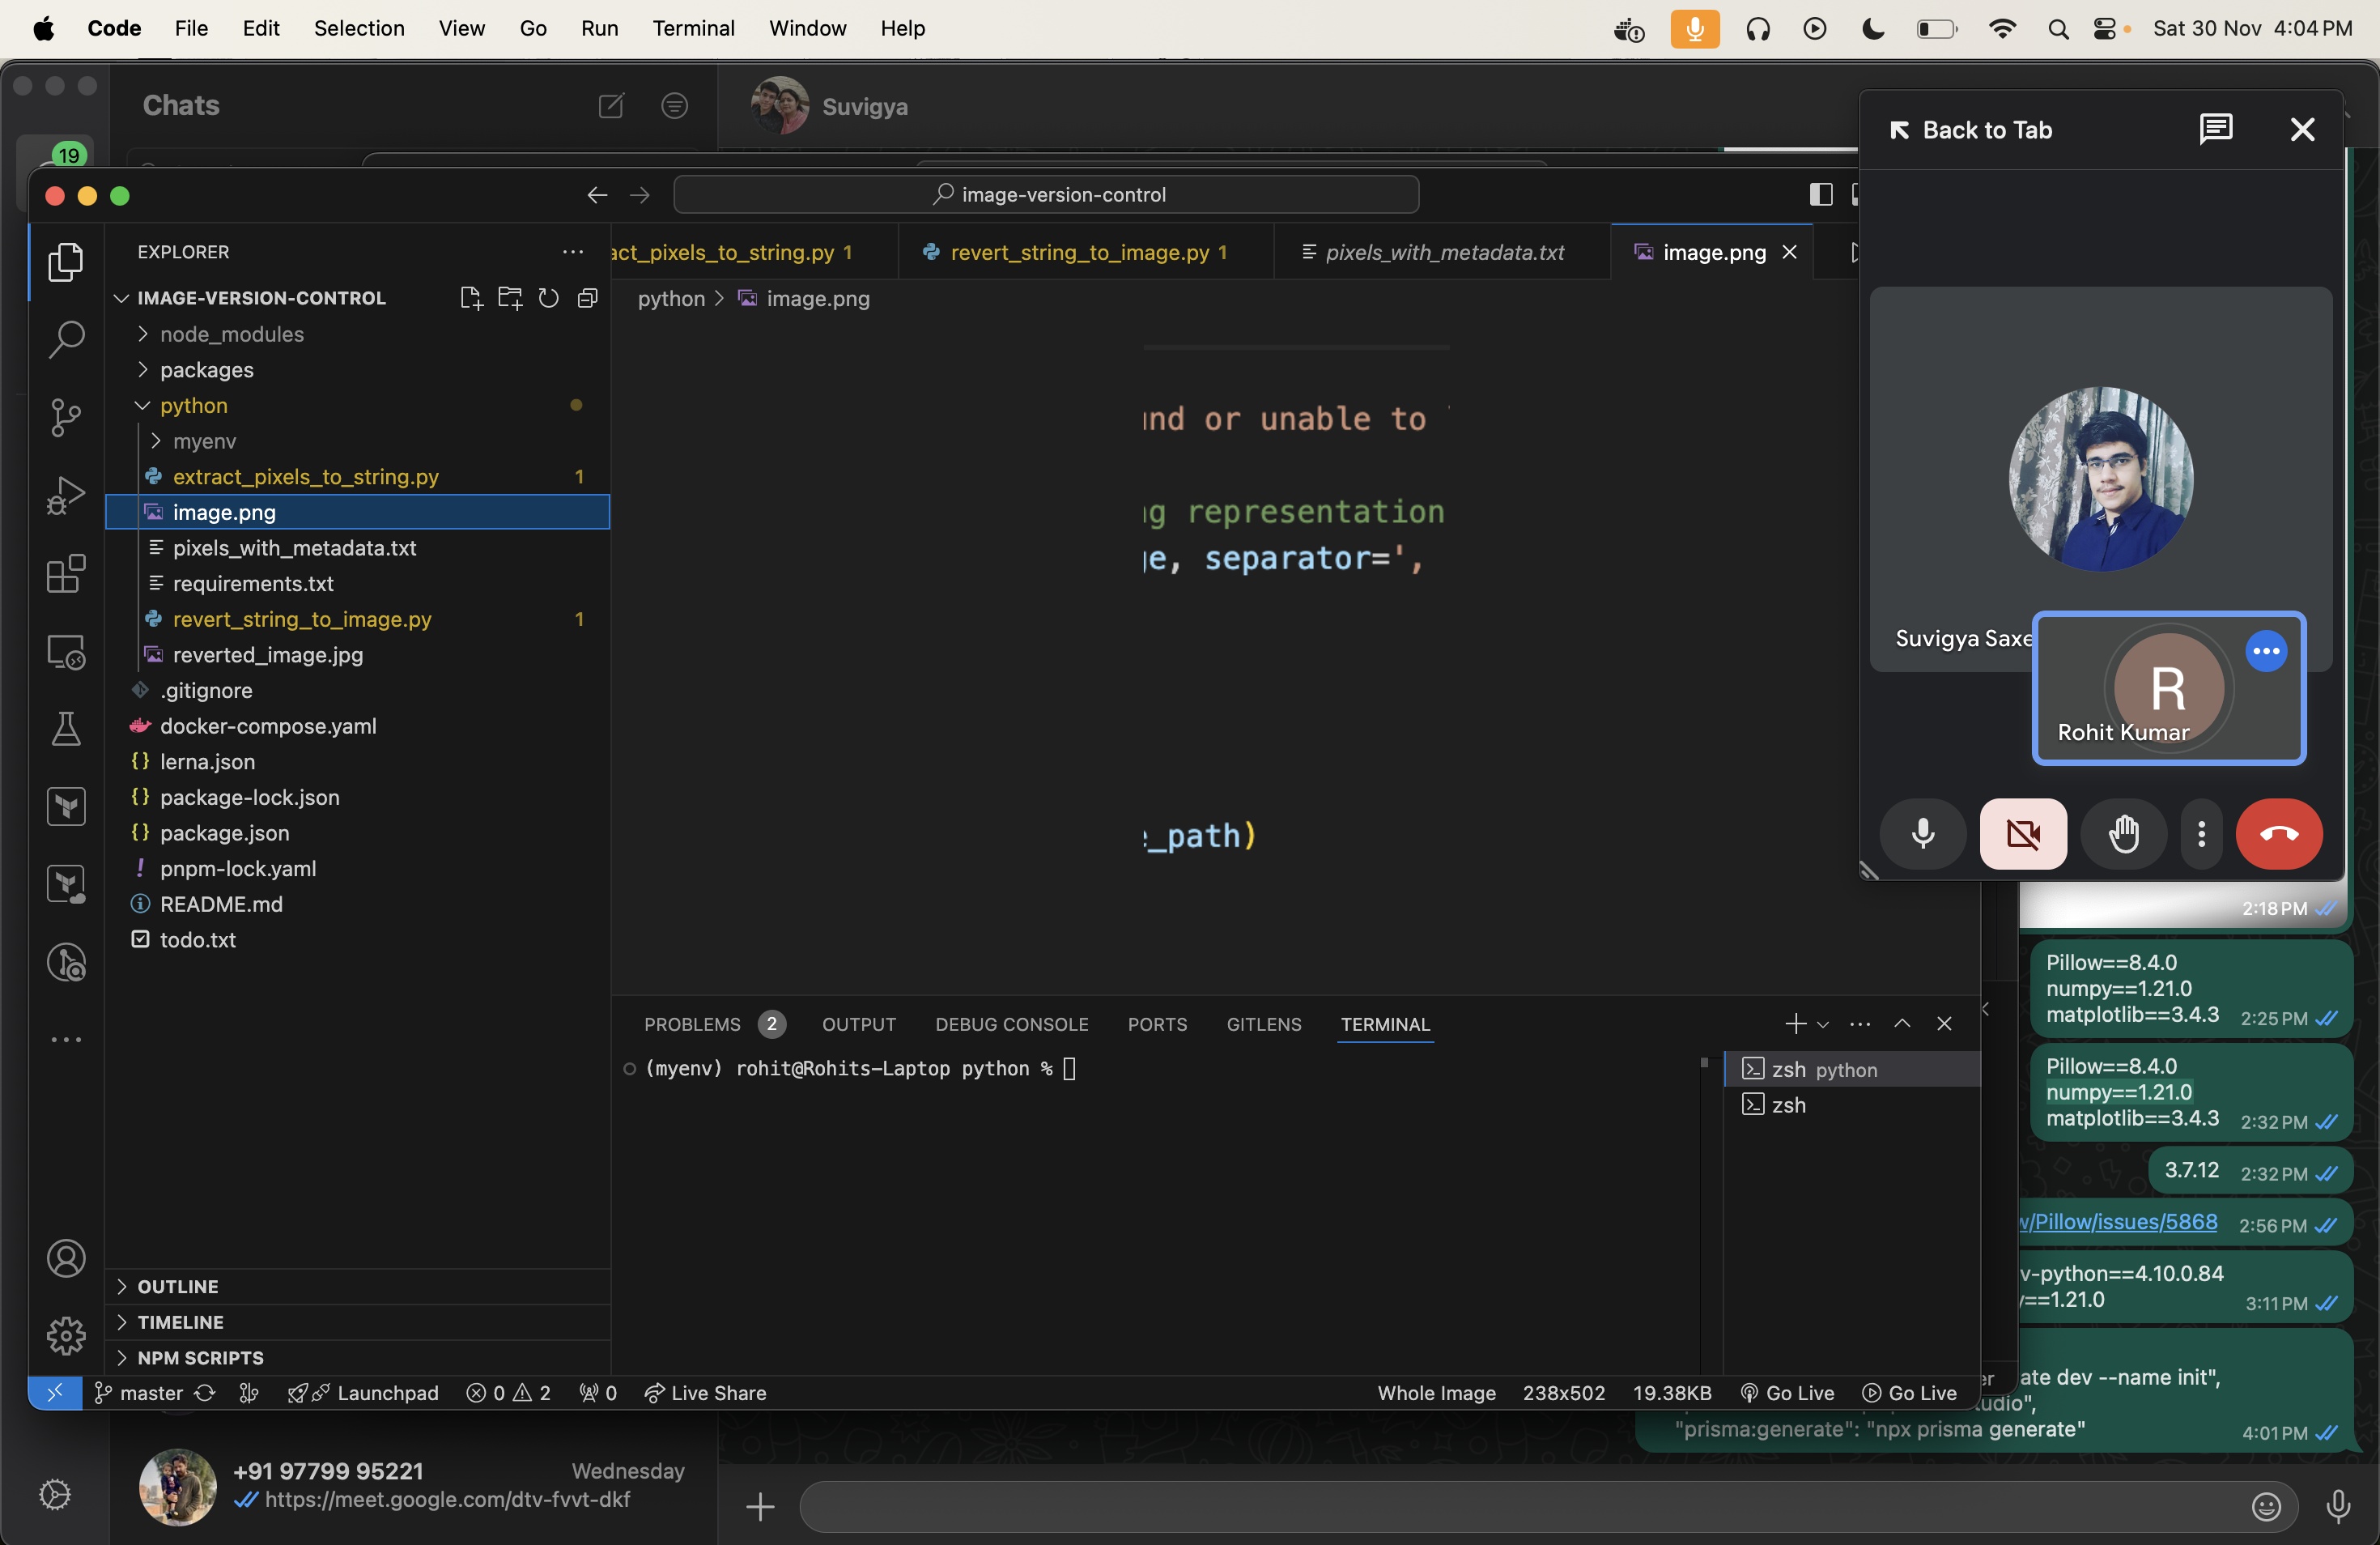 Code File Edit Selection View Go Run Terminal Window Help
Sat 30 Nov 4:04 PM
Chats
19
Suvigya
Back to Tab
image-version-control
EXPLORER
IMAGE-VERSION-CONTROL
node_modules
packages
python
myenv
extract_pixels_to_string.py 1
image.png
pixels_with_metadata.txt
requirements.txt
revert_string_to_image.py 1
reverted_image.jpg
.gitignore
docker-compose.yaml
lerna.json
package-lock.json
package.json
pnpm-lock.yaml
README.md
todo.txt
OUTLINE
TIMELINE
NPM SCRIPTS
act_pixels_to_string.py 1 revert_string_to_image.py 1 pixels_with_metadata.txt image.png
python > image.png
or unable to
representation
, separator=',
_path)
PROBLEMS 2 OUTPUT DEBUG CONSOLE PORTS GITLENS TERMINAL
(myenv) rohit@Rohits-Laptop python %
zsh python
zsh
master Launchpad 0 2 0 Live Share Whole Image 238x502 19.38KB Go Live Go Live
Suvigya Saxe
R
Rohit Kumar
2:18 PM
Pillow==8.4.0
numpy==1.21.0
matplotlib==3.4.3 2:25 PM
Pillow==8.4.0
numpy==1.21.0
matplotlib==3.4.3 2:32 PM
3.7.12 2:32 PM
/Pillow/issues/5868 2:56 PM
v-python==4.10.0.84
==1.21.0 3:11 PM
ate dev --name init",
udio",
"prisma:generate": "npx prisma generate" 4:01 PM
+91 97799 95221 Wednesday
https://meet.google.com/dtv-fvvt-dkf